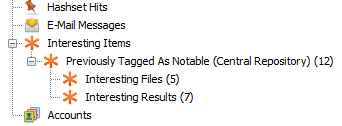 Hashset Hits
E-Mail Messages
Interesting Items
Previously Tagged As Notable (Central Repository) (12)
Interesting Files (5)
Interesting Results (7)
Accounts